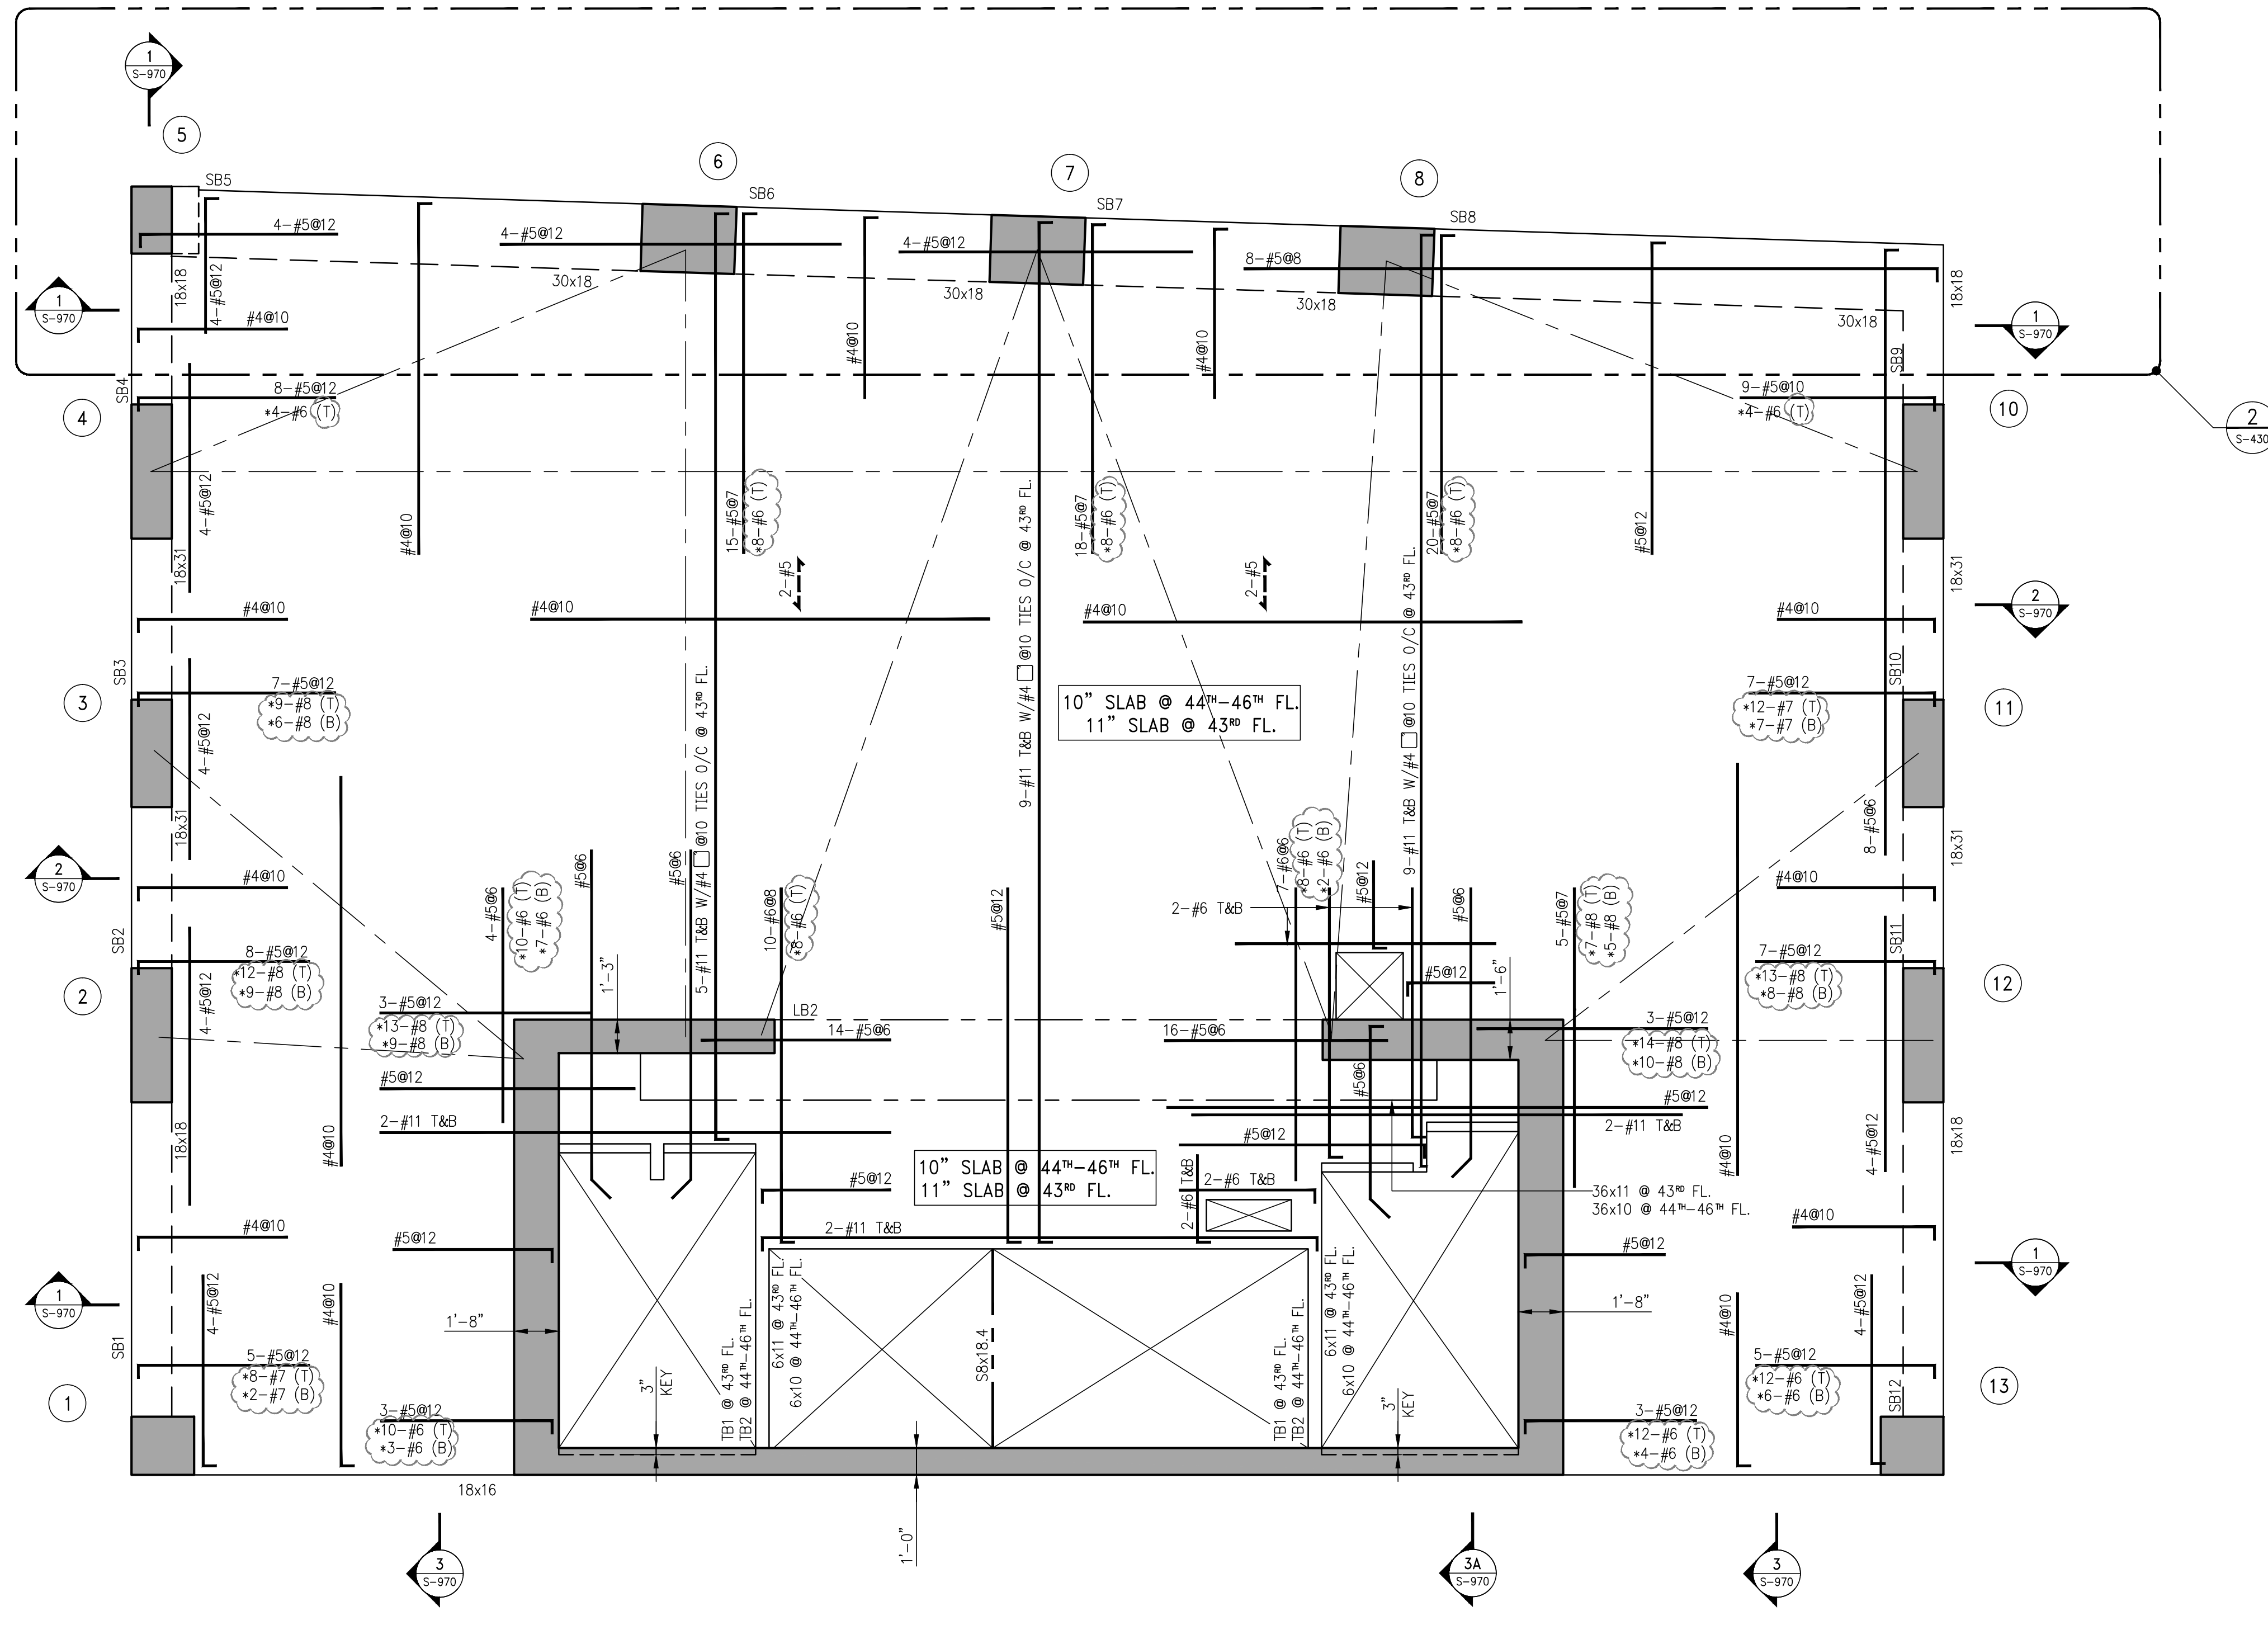 1
S-970
5
SB5
6
SB6
7
SB7
8
SB8
4-#5@12
4-#5@12
4-#5@12
8-#5@8
18x18
4-#5@12
30x18
30x18
30x18
30x18
18x18
1
S-970
#4@10
#4@10
#4@10
1
S-970
SB4
SB9
4
8-#5@12
*4-#6 (T)
9-#5@10
*4-#6 (T)
10
2
S-430
4-#5@12
#4@10
15-#5@7
*8-#6 (T)
18-#5@7
*8-#6 (T)
20-#5@7
*8-#6 (T)
#5@12
18x31
2-#5
2-#5
18x31
#4@10
#4@10
#4@10
#4@10
2
S-970
5-#11 T&B W/#4 @10 TIES O/C @ 43RD FL.
9-#11 T&B W/#4 @10 TIES O/C @ 43RD FL.
9-#11 T&B W/#4 @10 TIES O/C @ 43RD FL.
SB3
SB10
3
7-#5@12
*9-#8 (T)
*6-#8 (B)
10” SLAB @ 44TH-46TH FL.
11” SLAB @ 43RD FL.
7-#5@12
*12-#7 (T)
*7-#7 (B)
11
4-#5@12
18x31
8-#5@6
18x31
2
S-970
#4@10
#4@10
4-#5@6
*10-#6 (T)
*7-#6 (B)
#5@6
#5@6
10-#6@8
*8-#6 (T)
#5@12
2-#6 T&B
7-#6@6
*8-#6 (T)
*2-#6 (B)
#5@12
#5@6
5-#5@7
*7-#8 (T)
*5-#8 (B)
SB2
SB11
2
8-#5@12
*12-#8 (T)
*9-#8 (B)
4-#5@12
3-#5@12
*13-#8 (T)
*9-#8 (B)
1’-3”
LB2
14-#5@6
16-#5@6
#5@12
1’-6”
3-#5@12
*14-#8 (T)
*10-#8 (B)
7-#5@12
*13-#8 (T)
*8-#8 (B)
12
#5@12
#5@6
#5@12
2-#11 T&B
2-#11 T&B
#5@12
18x18
#4@10
#4@10
4-#5@12
18x18
10” SLAB @ 44TH-46TH FL.
11” SLAB @ 43RD FL.
#5@12
2-#6 T&B
2-#6 T&B
36x11 @ 43RD FL.
36x10 @ 44TH-46TH FL.
#4@10
#5@12
2-#11 T&B
#5@12
#4@10
1
S-970
1
S-970
4-#5@12
#4@10
1’-8”
TB1 @ 43RD FL.
TB2 @ 44TH-46TH FL.
6x11 @ 43RD FL.
6x10 @ 44TH-46TH FL.
S8x18.4
TB1 @ 43RD FL.
TB2 @ 44TH-46TH FL.
6x11 @ 43RD FL.
6x10 @ 44TH-46TH FL.
1’-8”
#4@10
4-#5@12
SB1
SB12
5-#5@12
*8-#7 (T)
*2-#7 (B)
3”
KEY
3”
KEY
5-#5@12
*12-#6 (T)
*6-#6 (B)
1
13
3-#5@12
*10-#6 (T)
*3-#6 (B)
3-#5@12
*12-#6 (T)
*4-#6 (B)
18x16
1’-0”
3
S-970
3A
S-970
3
S-970